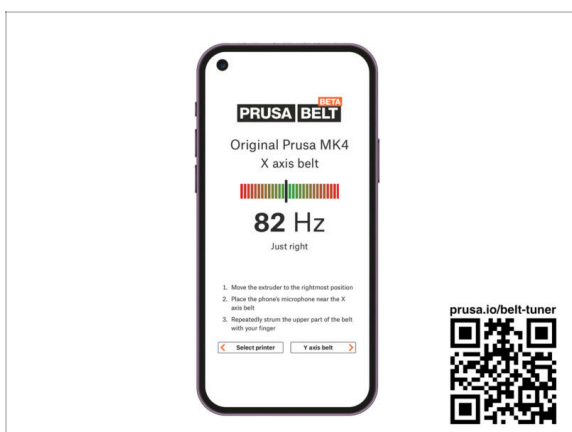 BETA
PRUSA BELT
Original Prusa MK4
X axis belt
82 Hz
Just right
1. Move the extruder to the rightmost position
2. Place the phone's microphone near the X
axis belt
3. Repeatedly strum the upper part of the belt
with your finger
Select printer
Y axis belt
prusa.io/belt-tuner